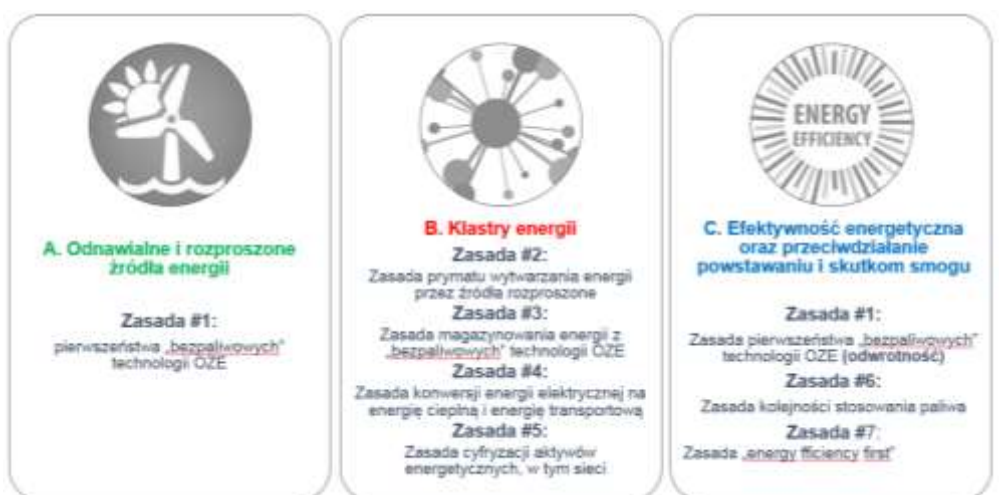 A. Odnawialne i rozproszone
źródła energii
Zasada #1:
pierwszeństwa „bezpaliwowych”
technologii OZE
B. Klastry energii
Zasada #2:
Zasada prymatu wytwarzania energii
przez źródła rozproszone
Zasada #3:
Zasada magazynowania energii z
„bezpaliwowych” technologii OZE
Zasada #4:
Zasada konwersji energii elektrycznej na
energię cieplną i energię transportową
Zasada #5:
Zasada cyfryzacji aktywów
energetycznych, w tym sieci
ENERGY
EFFICIENCY
C. Efektywność energetyczna
oraz przeciwdziałanie
powstawaniu i skutkom smogu
Zasada #1:
Zasada pierwszeństwa „bezpaliwowych”
technologii OZE (odwrotność)
Zasada #6:
Zasada kolejności stosowania paliwa
Zasada #7:
Zasada „energy fficiency first”